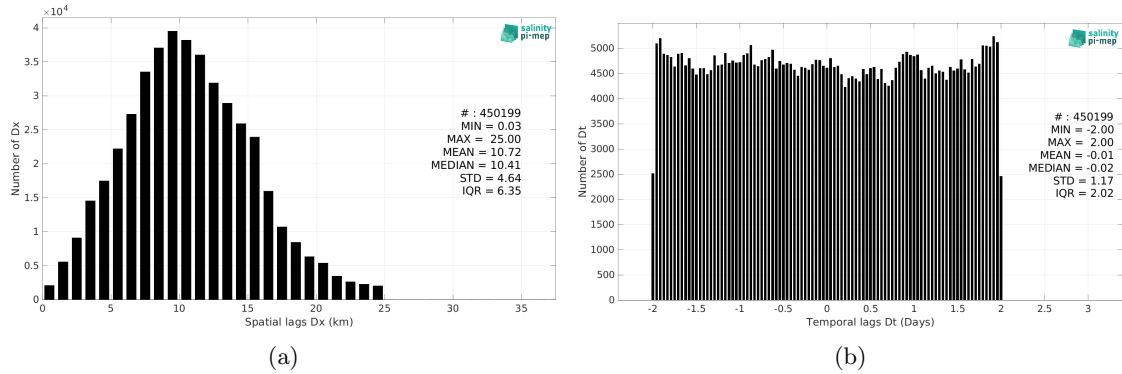 ×10⁴
4
3.5
3
2.5
2
1.5
1
0.5
0
Number of Dx
0 5 10 15 20 25 30 35
Spatial lags Dx (km)
salinity
pi-mep
# : 450199
MIN = 0.03
MAX = 25.00
MEAN = 10.72
MEDIAN = 10.41
STD = 4.64
IQR = 6.35
(a)
5000
4500
4000
3500
3000
2500
2000
1500
1000
500
0
Number of Dt
-2 -1.5 -1 -0.5 0 0.5 1 1.5 2 2.5 3
Temporal lags Dt (Days)
salinity
pi-mep
# : 450199
MIN = -2.00
MAX = 2.00
MEAN = -0.01
MEDIAN = -0.02
STD = 1.17
IQR = 2.02
(b)